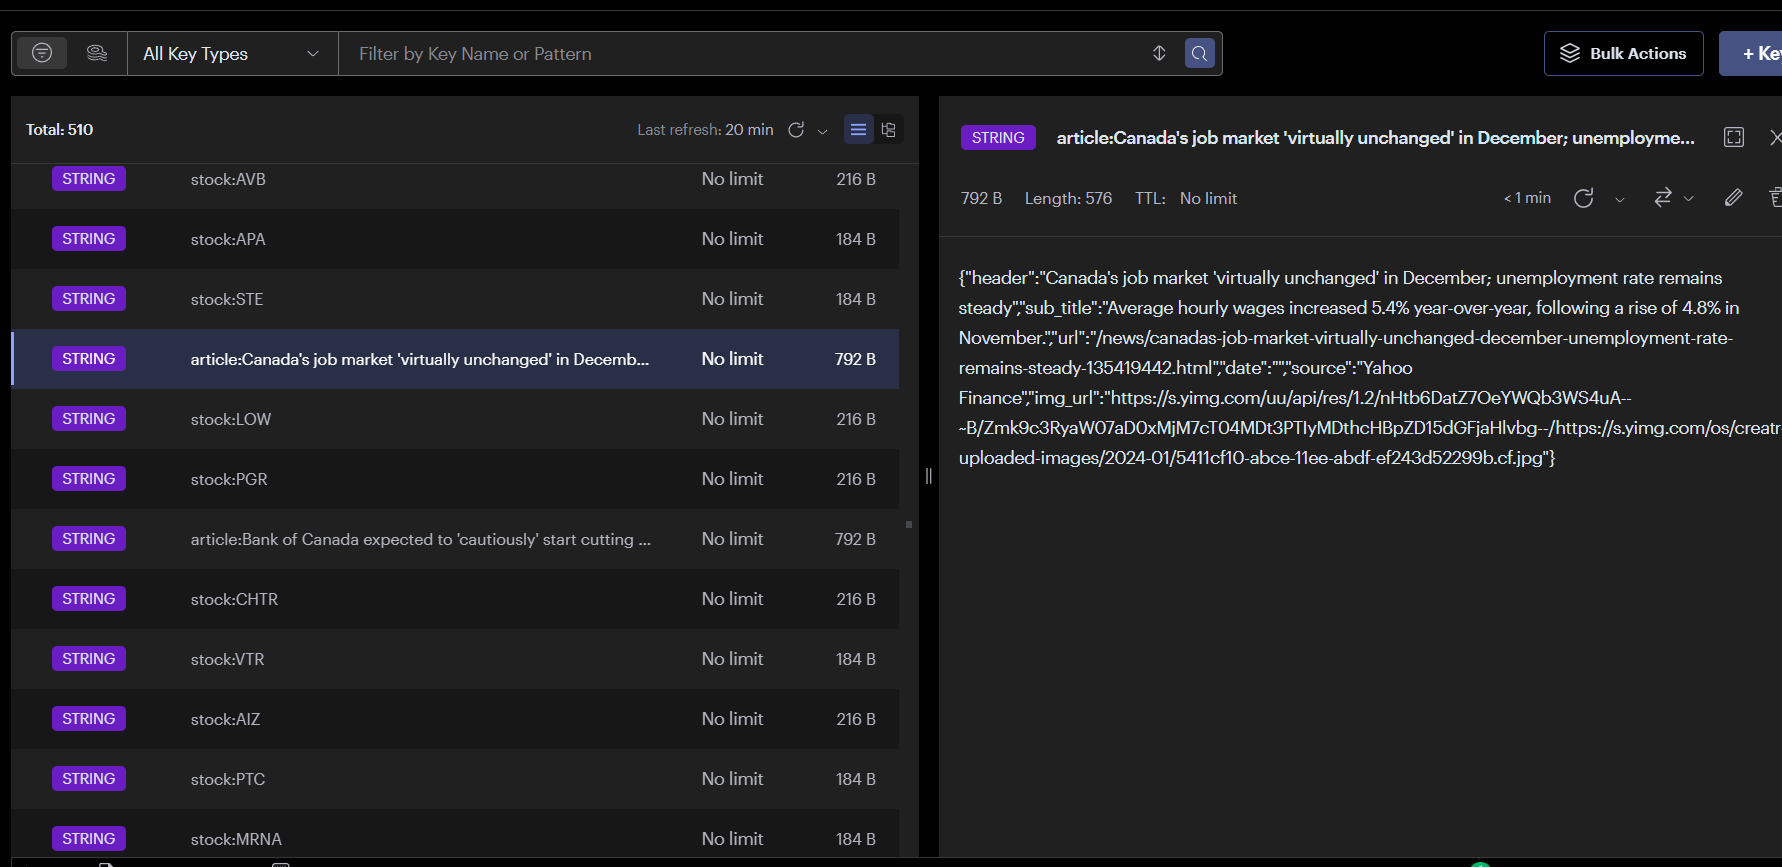 All Key Types
Filter by Key Name or Pattern
Bulk Actions
+ Key
Total: 510
Last refresh: 20 min
STRING stock:AVB No limit 216 B
STRING stock:APA No limit 184 B
STRING stock:STE No limit 184 B
STRING article:Canada's job market 'virtually unchanged' in Decemb... No limit 792 B
STRING stock:LOW No limit 216 B
STRING stock:PGR No limit 216 B
STRING article:Bank of Canada expected to 'cautiously' start cutting ... No limit 792 B
STRING stock:CHTR No limit 216 B
STRING stock:VTR No limit 184 B
STRING stock:AIZ No limit 216 B
STRING stock:PTC No limit 184 B
STRING stock:MRNA No limit 184 B
STRING article:Canada's job market 'virtually unchanged' in December; unemployme...
792 B Length: 576 TTL: No limit
< 1 min
{"header":"Canada's job market 'virtually unchanged' in December; unemployment rate remains
steady","sub_title":"Average hourly wages increased 5.4% year-over-year, following a rise of 4.8% in
November.","url":"/news/canadas-job-market-virtually-unchanged-december-unemployment-rate-
remains-steady-135419442.html","date":"","source":"Yahoo
Finance","img_url":"https://s.yimg.com/uu/api/res/1.2/nHtb6DatZ7OeYWQb3WS4uA--
~B/Zmk9c3RyaW07aD0xMjM7cT04MDt3PTIyMDthcHBpZD15dGFjaHlvbg--/https://s.yimg.com/os/creatr-
uploaded-images/2024-01/5411cf10-abce-11ee-abdf-ef243d52299b.cf.jpg"}